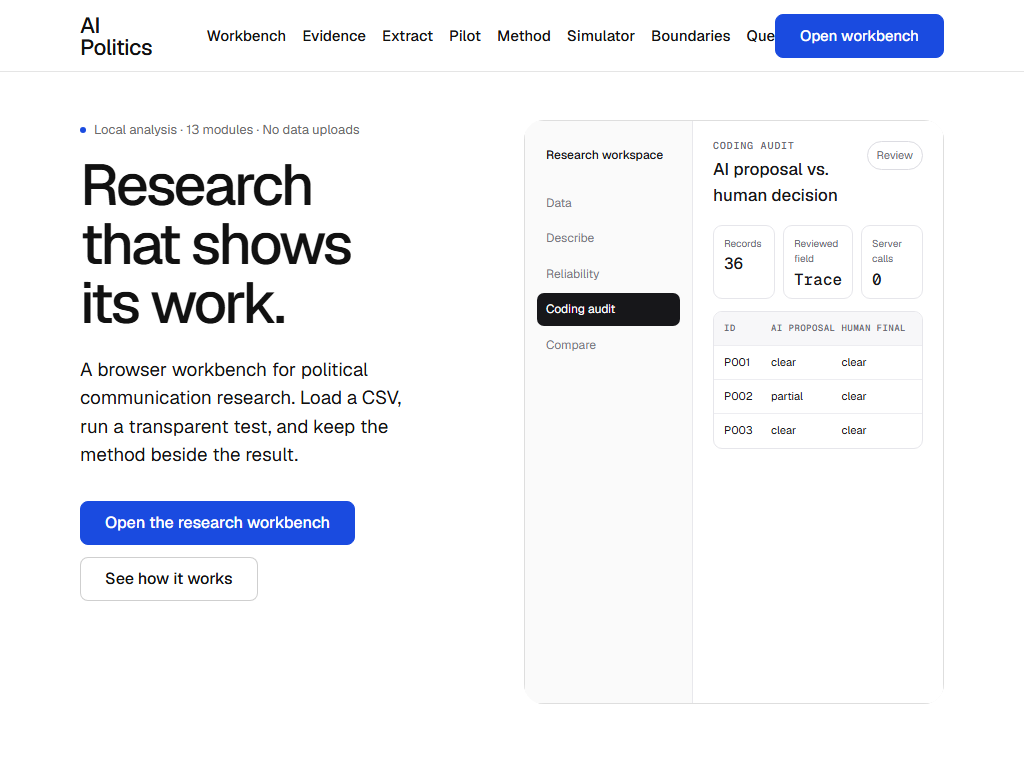 AI
Politics
Workbench Evidence Extract Pilot Method Simulator Boundaries Que
Open workbench
Local analysis · 13 modules · No data uploads
Research
that shows
its work.
A browser workbench for political
communication research. Load a CSV,
run a transparent test, and keep the
method beside the result.
Open the research workbench
See how it works
Research workspace
Data
Describe
Reliability
Coding audit
Compare
CODING AUDIT
AI proposal vs.
human decision
Review
Records
36
Reviewed
field
Trace
Server
calls
0
ID AI PROPOSAL HUMAN FINAL
P001 clear clear
P002 partial clear
P003 clear clear